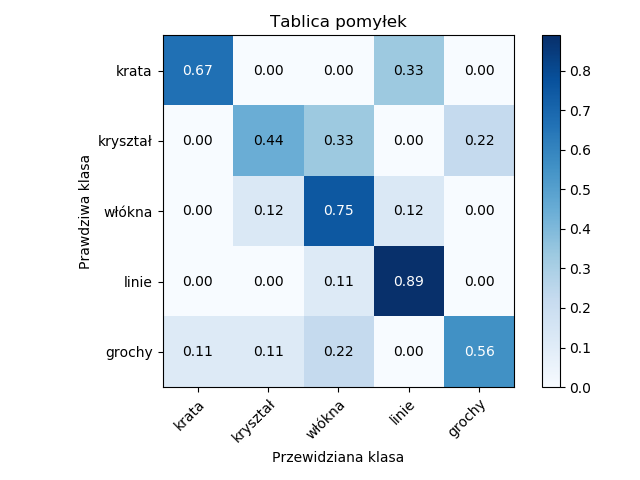 Tablica pomyłek
Prawdziwa klasa
krata 0.67 0.00 0.00 0.33 0.00
kryształ 0.00 0.44 0.33 0.00 0.22
włókna 0.00 0.12 0.75 0.12 0.00
linie 0.00 0.00 0.11 0.89 0.00
grochy 0.11 0.11 0.22 0.00 0.56
krata kryształ włókna linie grochy
Przewidziana klasa
0.8
0.7
0.6
0.5
0.4
0.3
0.2
0.1
0.0